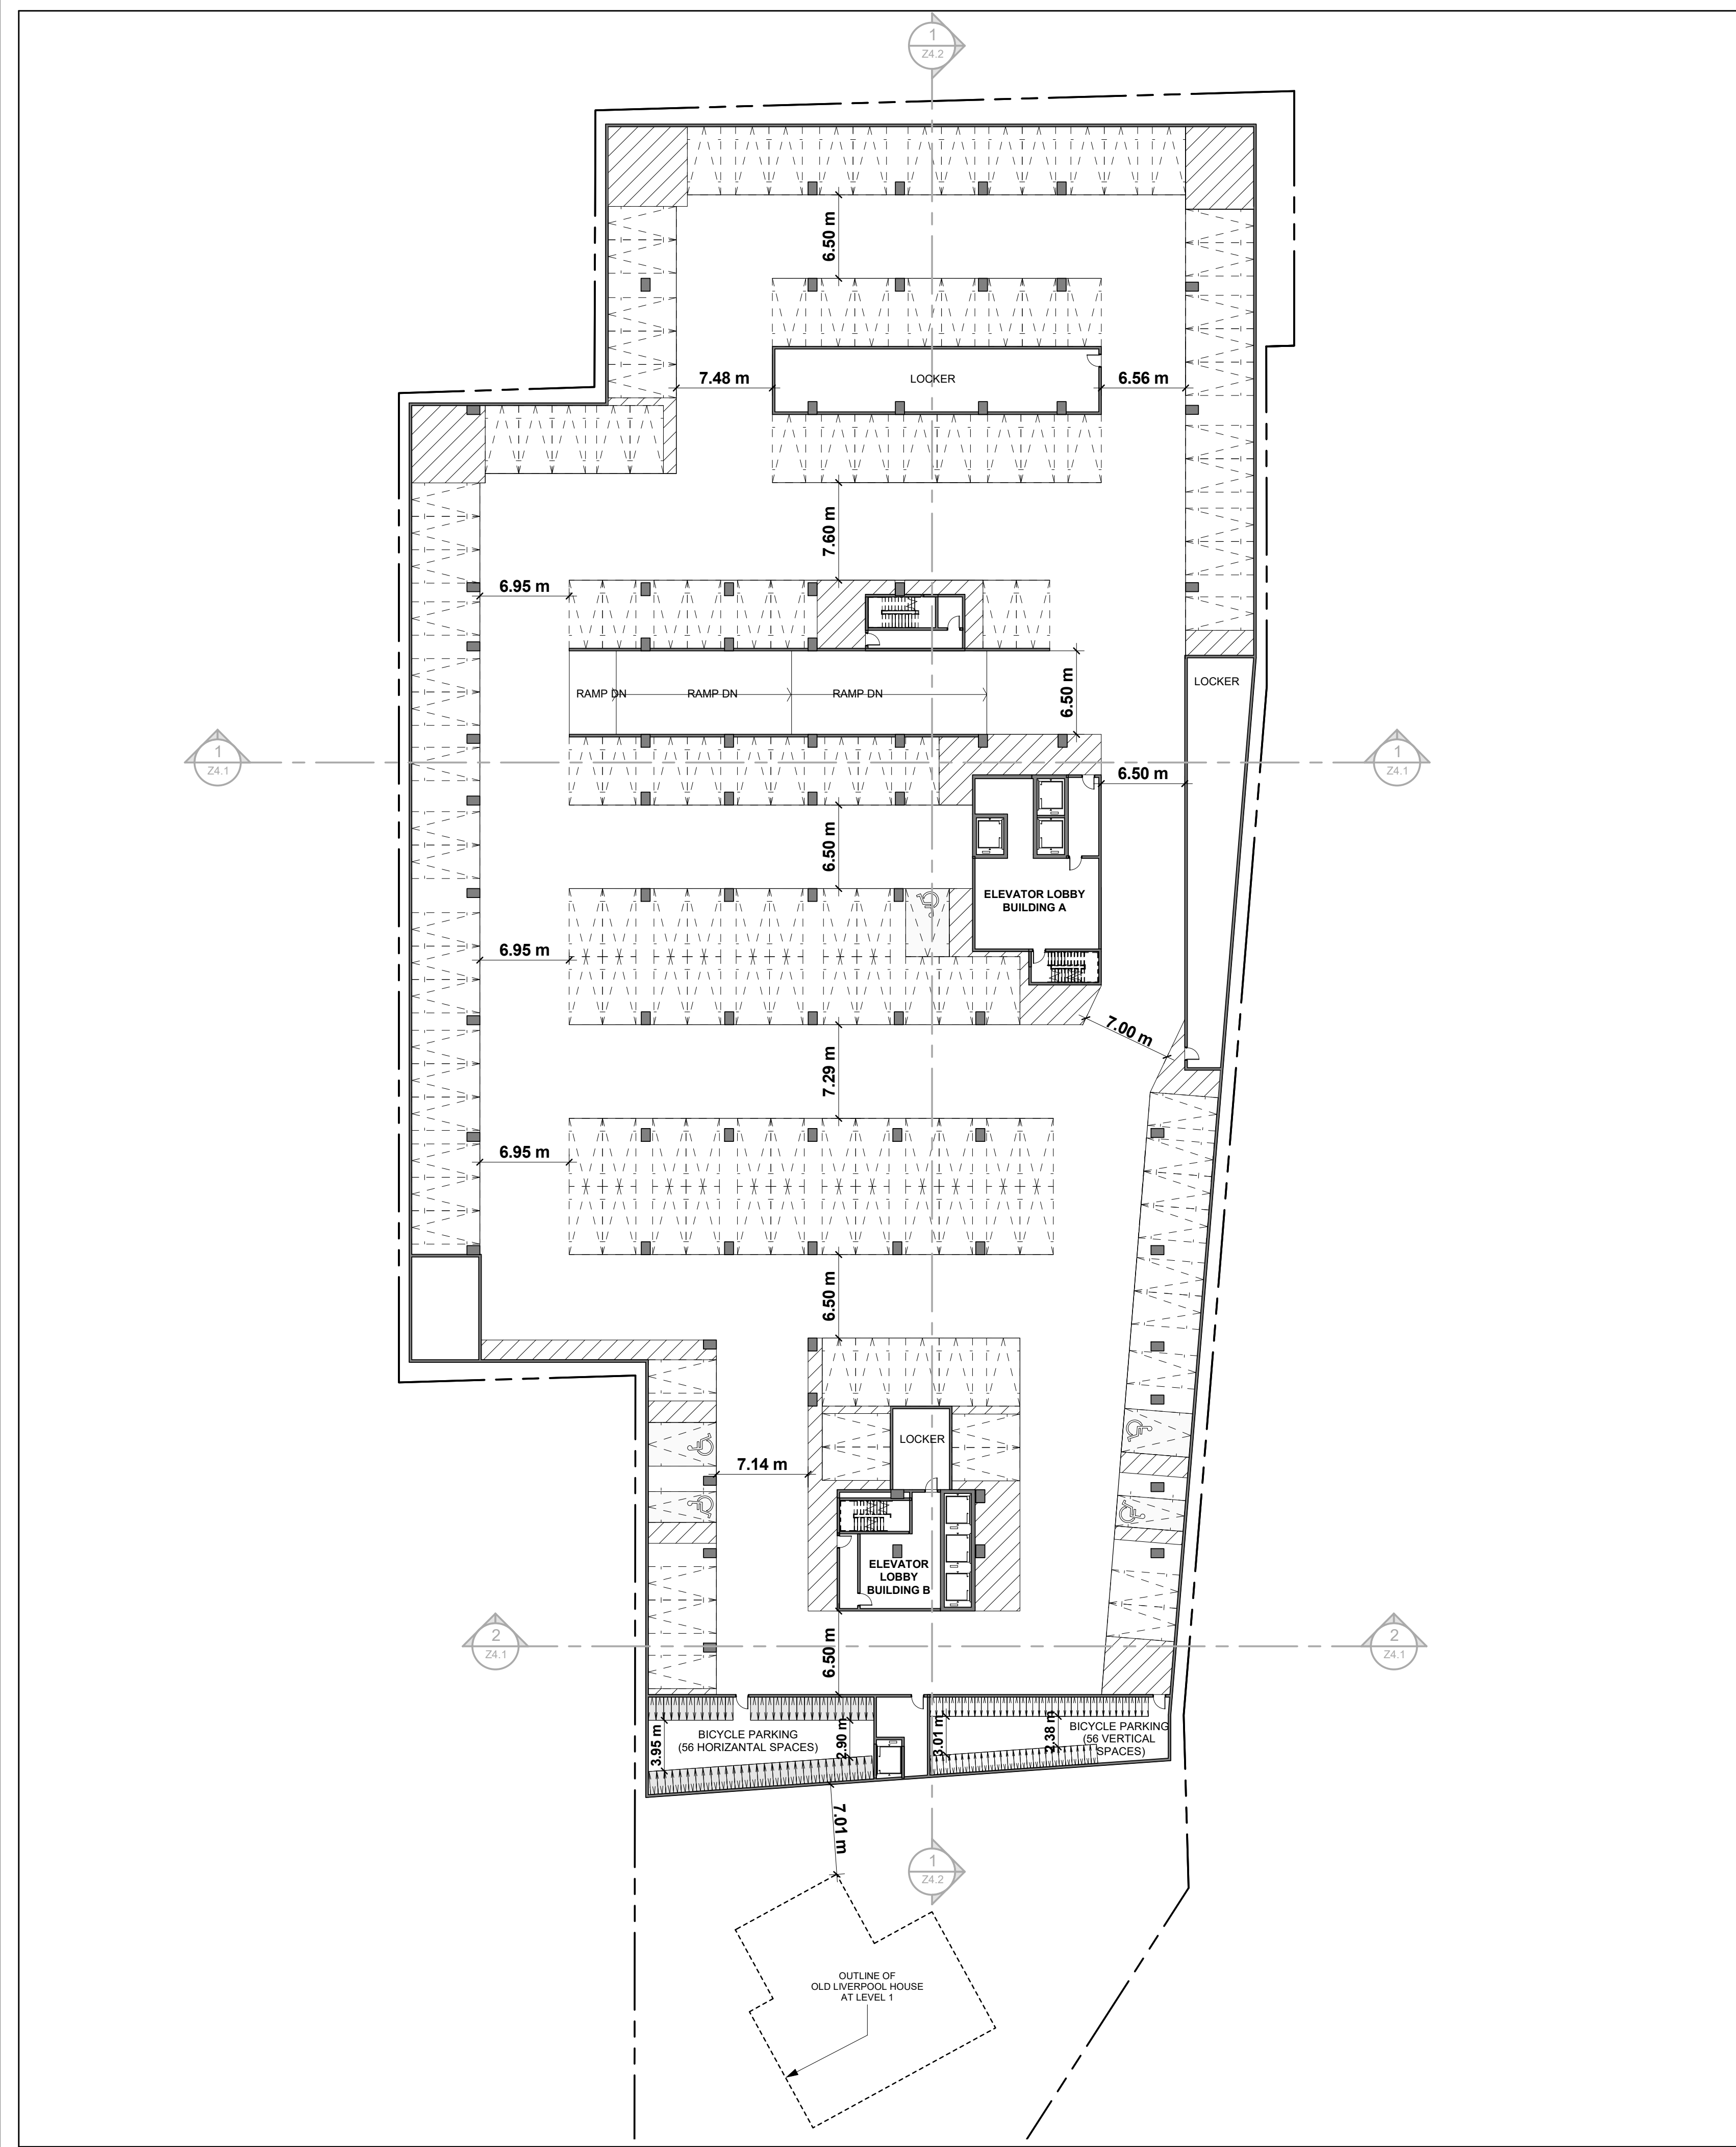 1
Z4.2
6.50 m
7.48 m
LOCKER
6.56 m
7.60 m
6.95 m
RAMP DN
RAMP DN
RAMP DN
6.50 m
LOCKER
1
Z4.1
1
Z4.1
6.50 m
6.50 m
ELEVATOR LOBBY
BUILDING A
6.95 m
7.00 m
7.29 m
6.95 m
6.50 m
LOCKER
7.14 m
ELEVATOR
LOBBY
BUILDING B
2
Z4.1
6.50 m
2
Z4.1
BICYCLE PARKING
(56 HORIZANTAL SPACES)
3.95 m
2.90 m
3.01 m
2.38 m
BICYCLE PARKING
(56 VERTICAL
SPACES)
7.01 m
1
Z4.2
OUTLINE OF
OLD LIVERPOOL HOUSE
AT LEVEL 1